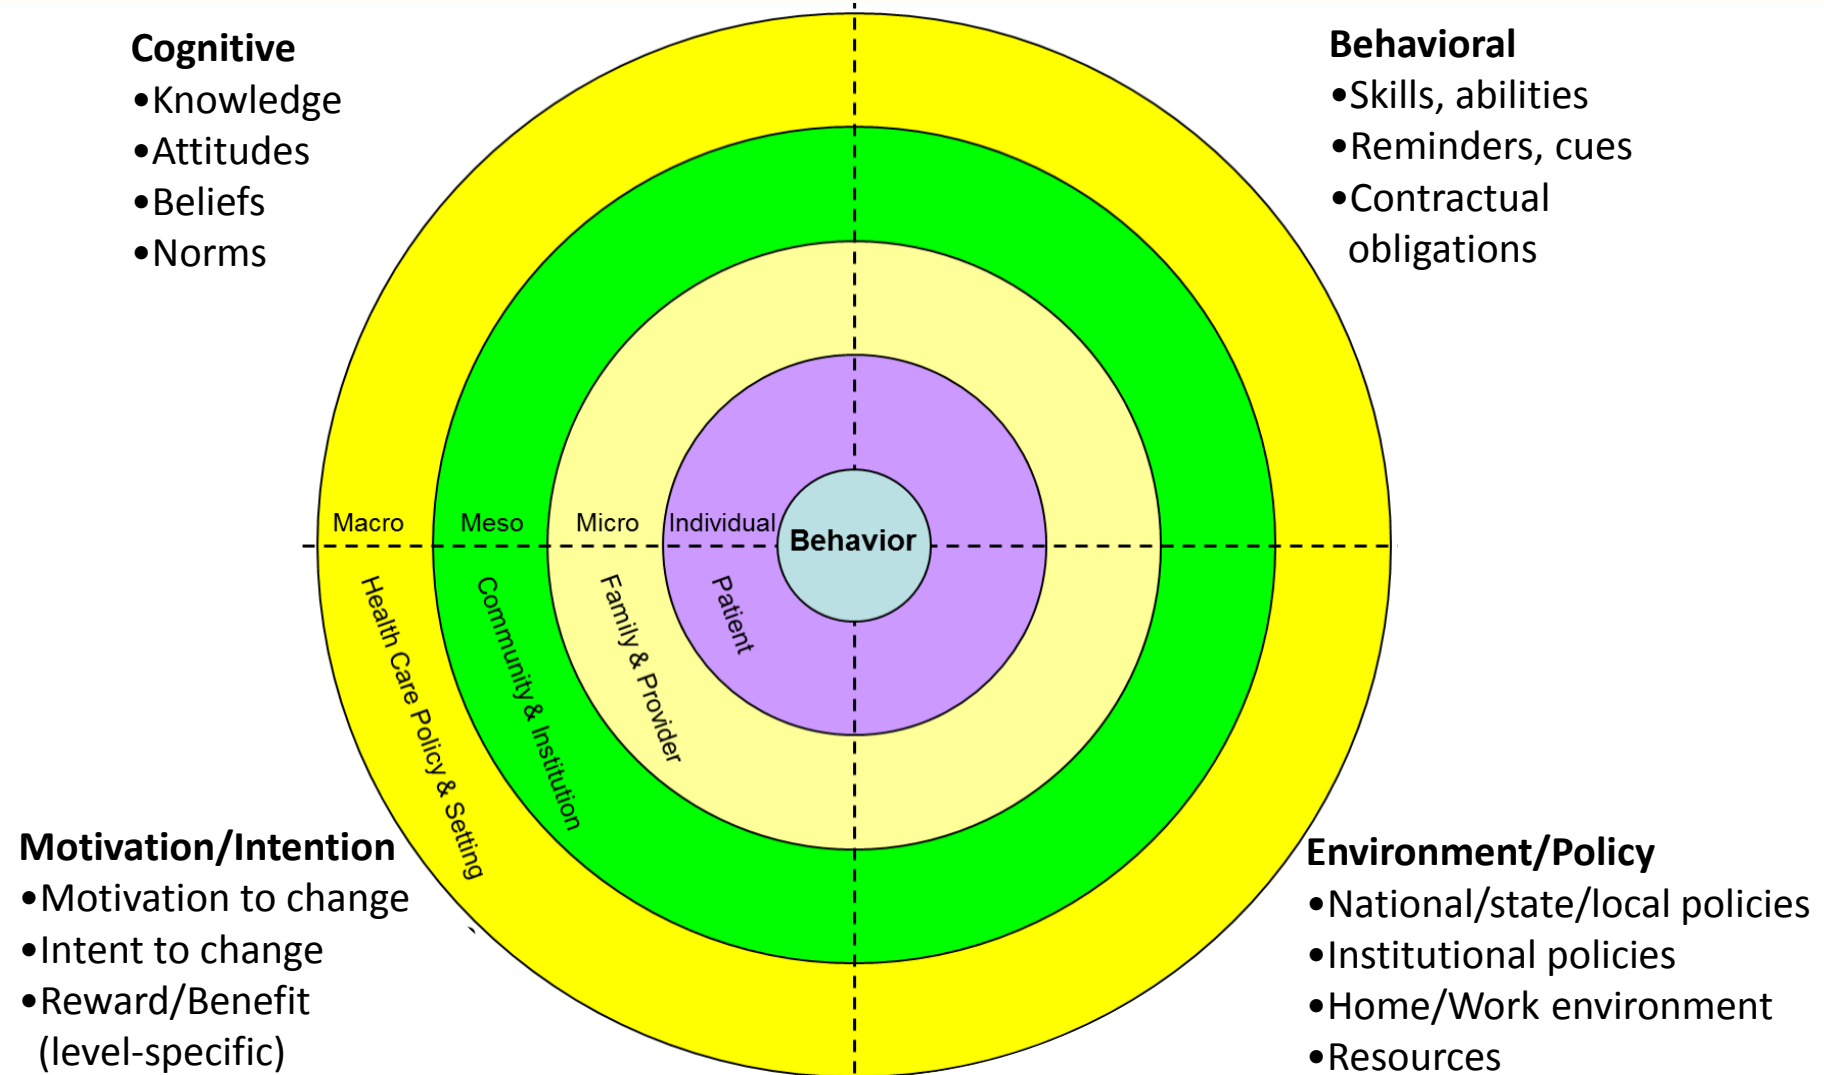 Cognitive
•Knowledge
•Attitudes
•Beliefs
•Norms
Behavioral
•Skills, abilities
•Reminders, cues
•Contractual
obligations
Macro
Meso
Micro
Individual
Behavior
Health Care Policy & Setting
Community & Institution
Family & Provider
Patient
Motivation/Intention
•Motivation to change
•Intent to change
•Reward/Benefit
(level-specific)
Environment/Policy
•National/state/local policies
•Institutional policies
•Home/Work environment
•Resources